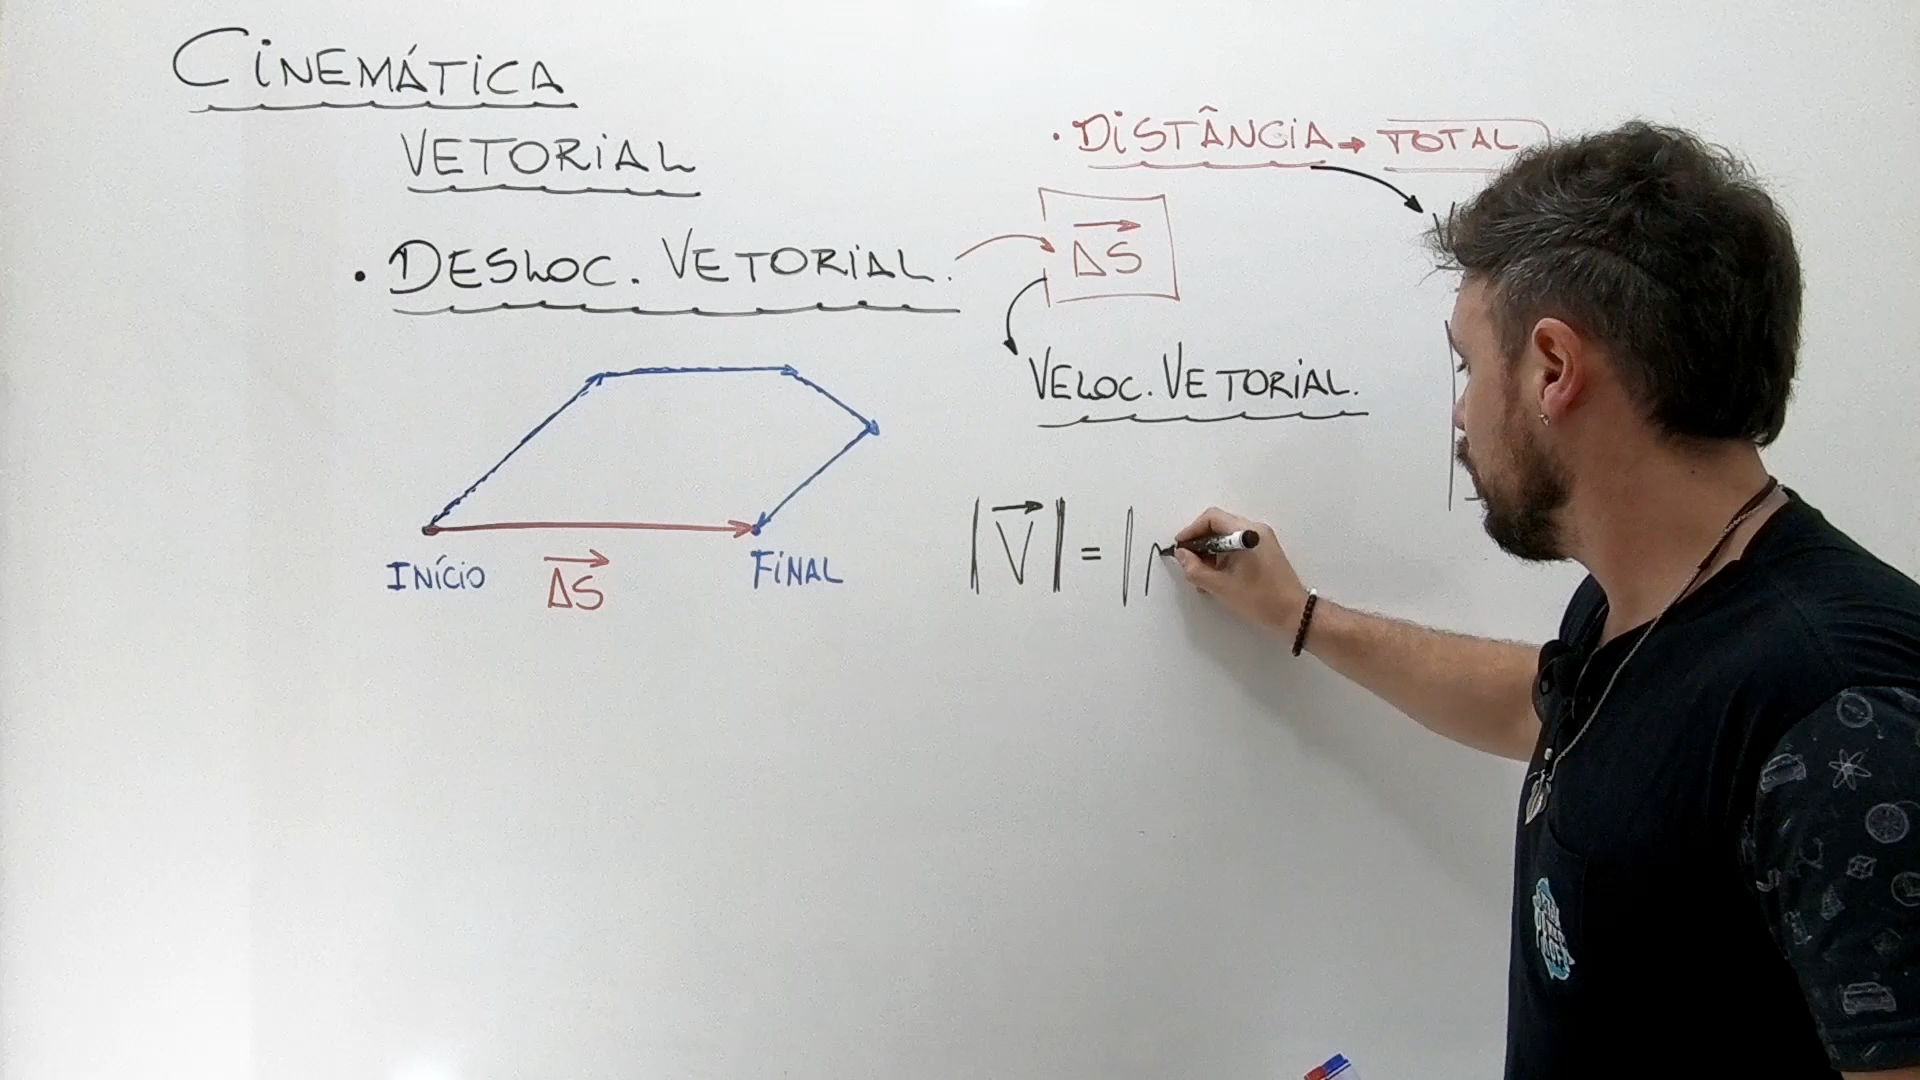 CINEMÁTICA
VETORIAL
• DISTÂNCIA → TOTAL
• DESLOC. VETORIAL.
ΔS
VELOC. VETORIAL.
INÍCIO
ΔS
FINAL
|V| = |